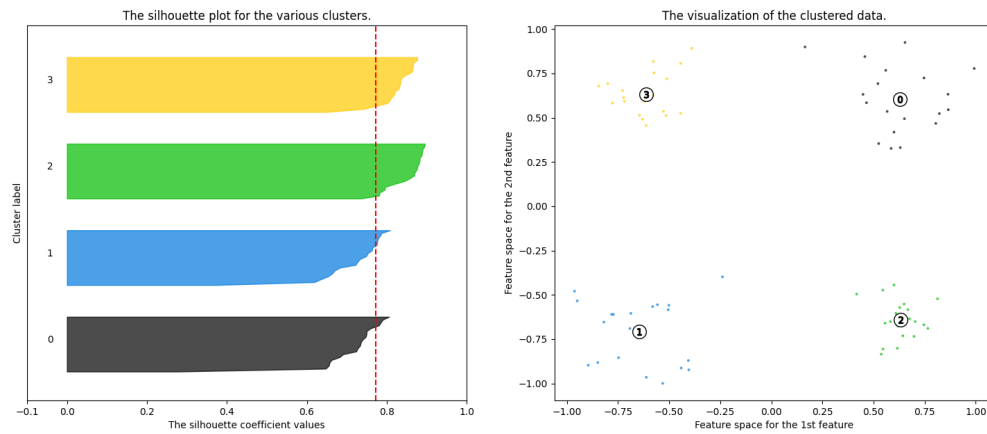 The silhouette plot for the various clusters.
Cluster label
3
2
1
0
−0.1 0.0 0.2 0.4 0.6 0.8 1.0
The silhouette coefficient values
The visualization of the clustered data.
Feature space for the 2nd feature
1.00
0.75
0.50
0.25
0.00
−0.25
−0.50
−0.75
−1.00
3
0
1
2
−1.00 −0.75 −0.50 −0.25 0.00 0.25 0.50 0.75 1.00
Feature space for the 1st feature